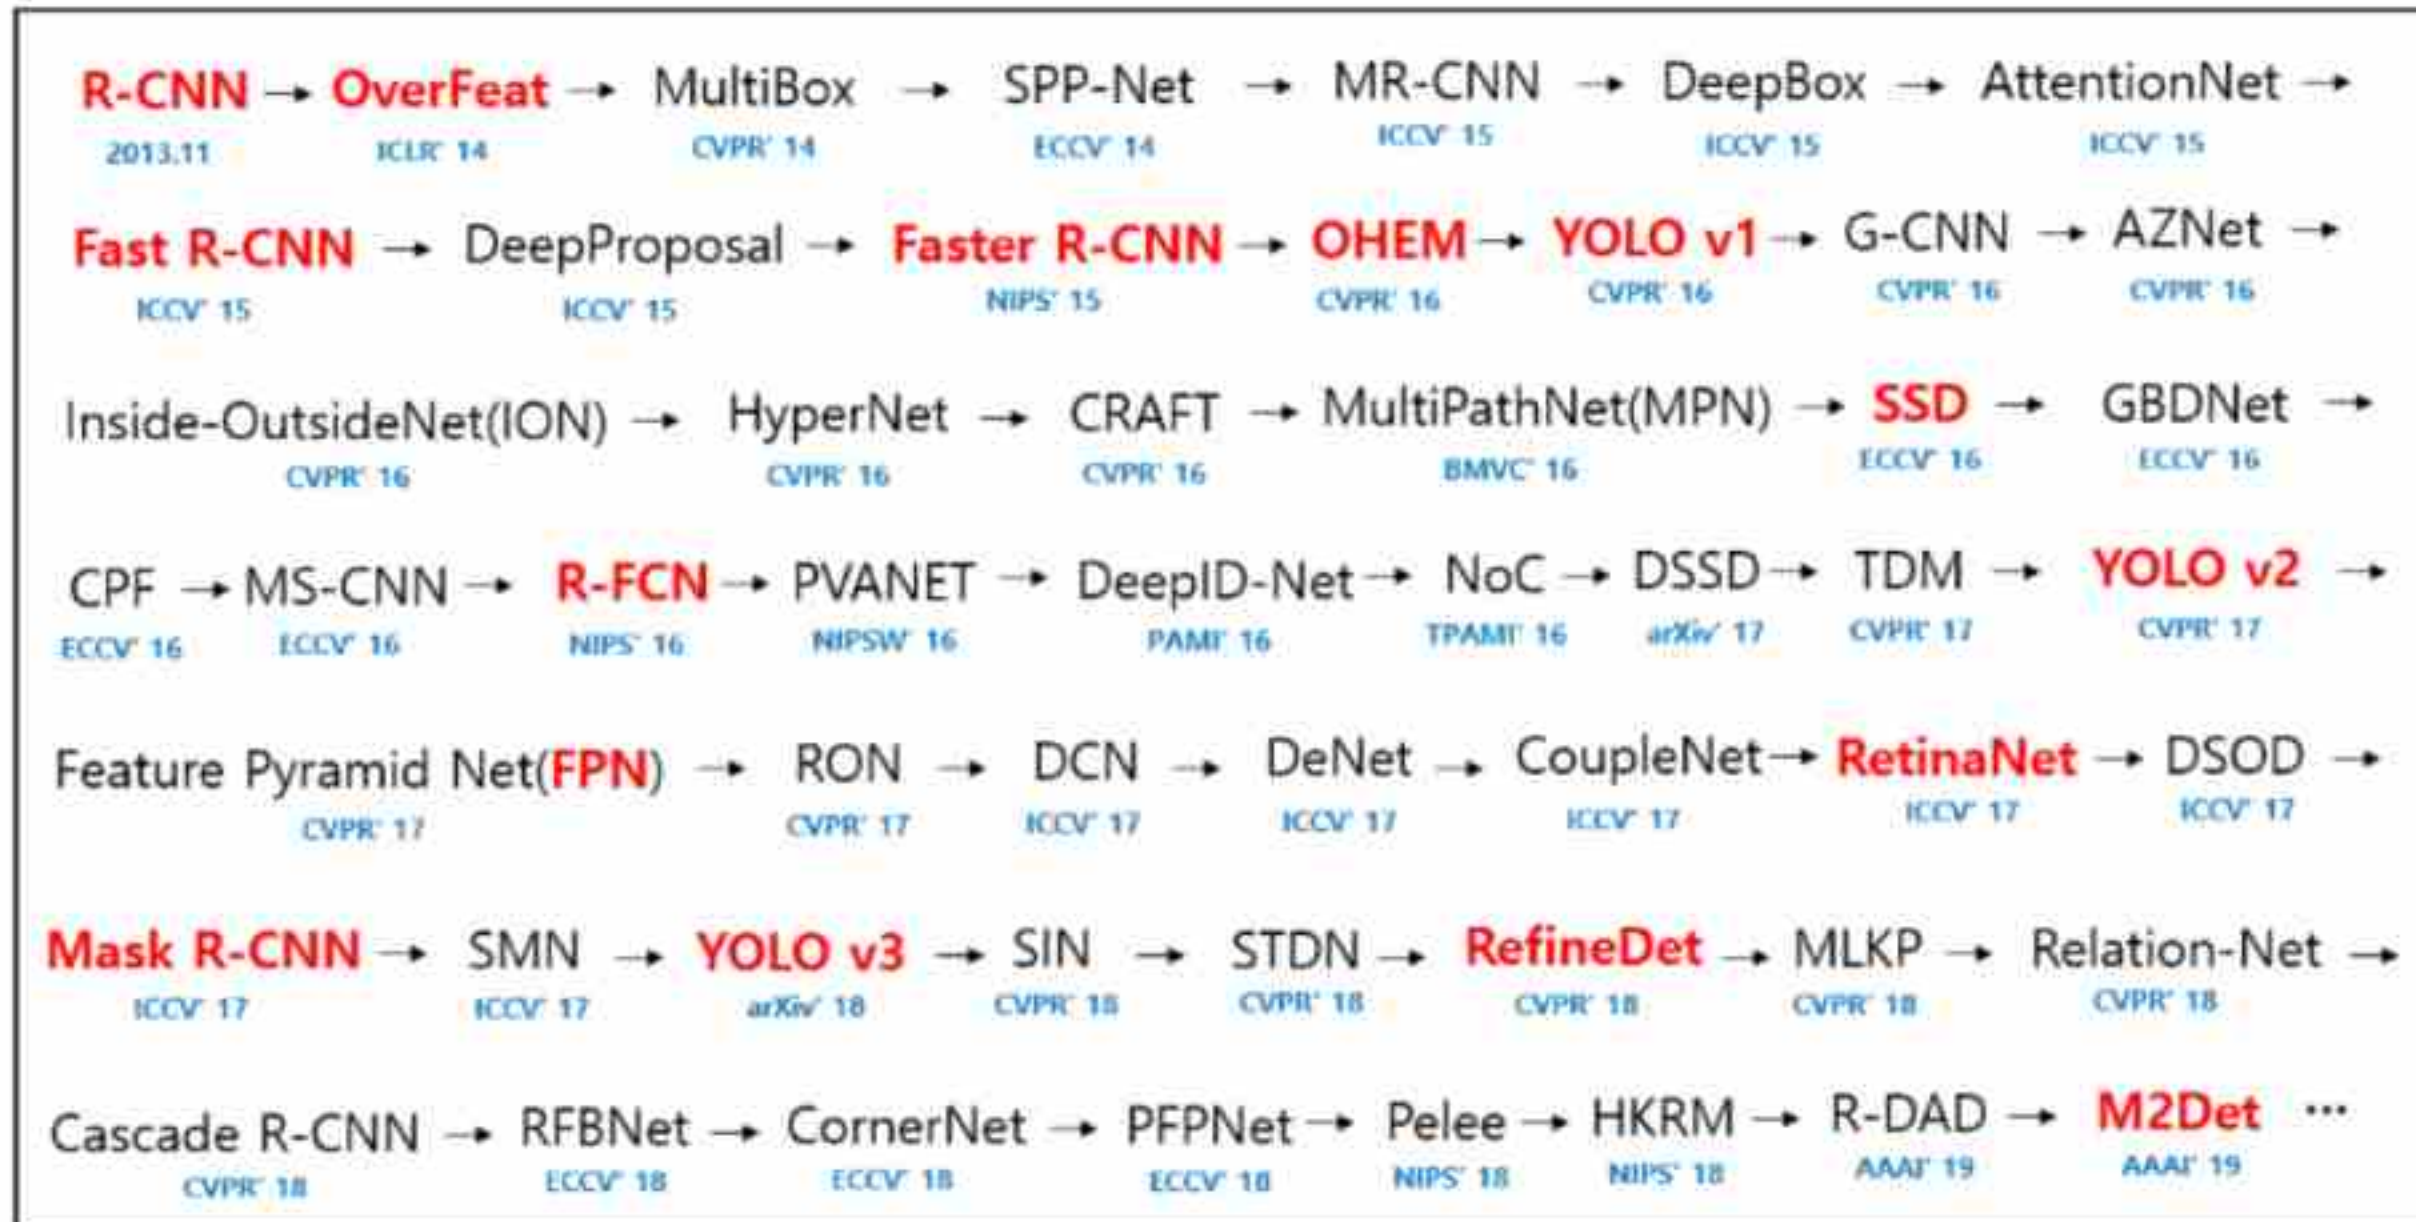 R-CNN → OverFeat → MultiBox → SPP-Net → MR-CNN → DeepBox → AttentionNet →
2013.11 ICLR' 14 CVPR' 14 ECCV' 14 ICCV' 15 ICCV' 15 ICCV' 15
Fast R-CNN → DeepProposal → Faster R-CNN → OHEM → YOLO v1 → G-CNN → AZNet →
ICCV' 15 ICCV' 15 NIPS' 15 CVPR' 16 CVPR' 16 CVPR' 16 CVPR' 16
Inside-OutsideNet(ION) → HyperNet → CRAFT → MultiPathNet(MPN) → SSD → GBDNet →
CVPR' 16 CVPR' 16 CVPR' 16 BMVC' 16 ECCV' 16 ECCV' 16
CPF → MS-CNN → R-FCN → PVANET → DeepID-Net → NoC → DSSD → TDM → YOLO v2 →
ECCV' 16 ECCV' 16 NIPS' 16 NIPSW' 16 PAMI' 16 TPAMI' 16 arXiv' 17 CVPR' 17 CVPR' 17
Feature Pyramid Net(FPN) → RON → DCN → DeNet → CoupleNet → RetinaNet → DSOD →
CVPR' 17 CVPR' 17 ICCV' 17 ICCV' 17 ICCV' 17 ICCV' 17 ICCV' 17
Mask R-CNN → SMN → YOLO v3 → SIN → STDN → RefineDet → MLKP → Relation-Net →
ICCV' 17 ICCV' 17 arXiv' 18 CVPR' 18 CVPR' 18 CVPR' 18 CVPR' 18 CVPR' 18
Cascade R-CNN → RFBNet → CornerNet → PFPNet → Pelee → HKRM → R-DAD → M2Det ···
CVPR' 18 ECCV' 18 ECCV' 18 ECCV' 18 NIPS' 18 NIPS' 18 AAAI' 19 AAAI' 19